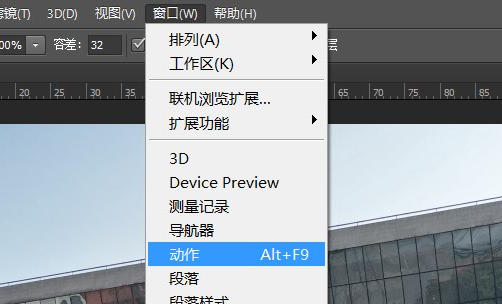 滤镜(T) 3D(D) 视图(V) 窗口(W) 帮助(H)
00% 容差: 32 层
排列(A)
工作区(K)
20 25 30 35 65 70 75 80 85
联机浏览扩展...
扩展功能
3D
Device Preview
测量记录
导航器
动作 Alt+F9
段落
段落样式